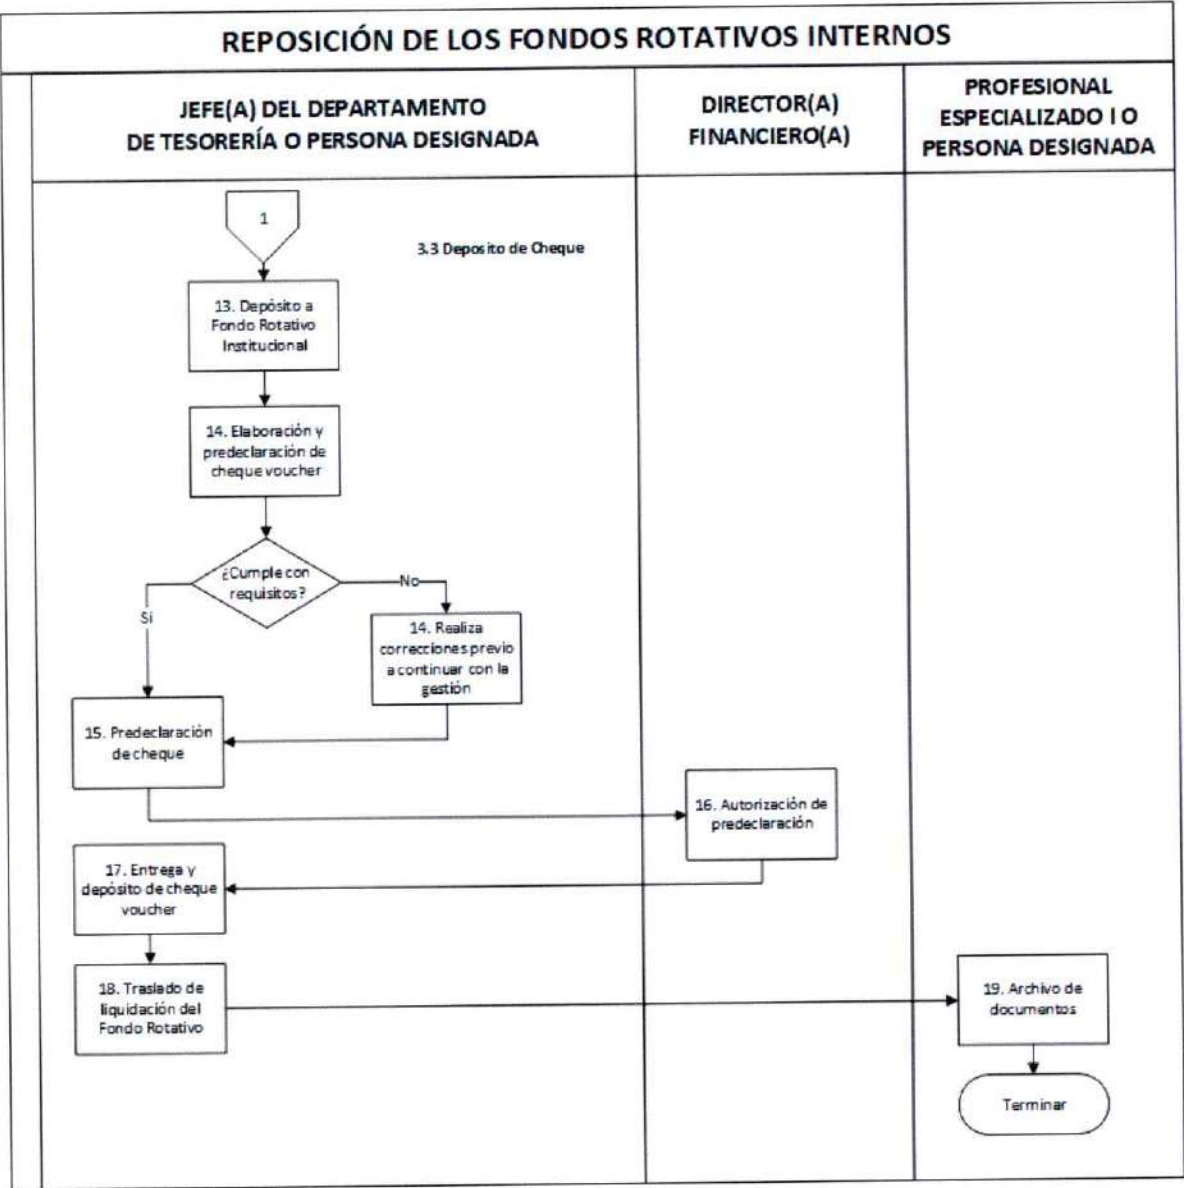 REPOSICIÓN DE LOS FONDOS ROTATIVOS INTERNOS
JEFE(A) DEL DEPARTAMENTO
DE TESORERÍA O PERSONA DESIGNADA
DIRECTOR(A)
FINANCIERO(A)
PROFESIONAL
ESPECIALIZADO I O
PERSONA DESIGNADA
1
3.3 Deposito de Cheque
13. Depósito a
Fondo Rotativo
Institucional
14. Elaboración y
predeclaración de
cheque voucher
¿Cumple con
requisitos?
No
Sí
14. Realiza
correcciones previo
a continuar con la
gestión
15. Predeclaración
de cheque
16. Autorización de
predeclaración
17. Entrega y
depósito de cheque
voucher
18. Traslado de
liquidación del
Fondo Rotativo
19. Archivo de
documentos
Terminar